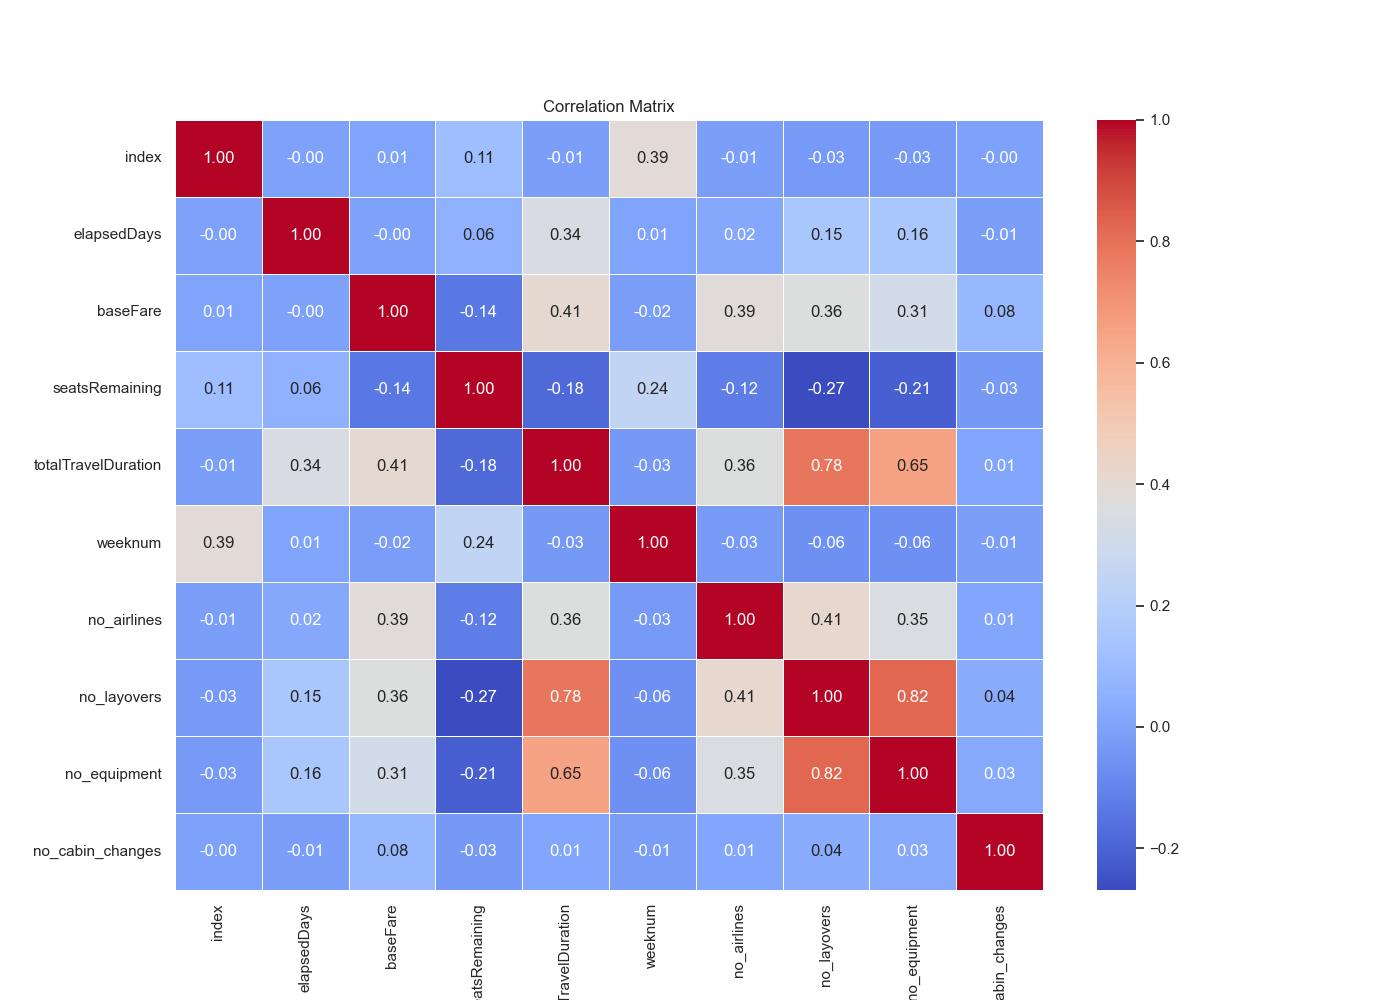 Correlation Matrix
index 1.00 -0.00 0.01 0.11 -0.01 0.39 -0.01 -0.03 -0.03 -0.00
elapsedDays -0.00 1.00 -0.00 0.06 0.34 0.01 0.02 0.15 0.16 -0.01
baseFare 0.01 -0.00 1.00 -0.14 0.41 -0.02 0.39 0.36 0.31 0.08
seatsRemaining 0.11 0.06 -0.14 1.00 -0.18 0.24 -0.12 -0.27 -0.21 -0.03
totalTravelDuration -0.01 0.34 0.41 -0.18 1.00 -0.03 0.36 0.78 0.65 0.01
weeknum 0.39 0.01 -0.02 0.24 -0.03 1.00 -0.03 -0.06 -0.06 -0.01
no_airlines -0.01 0.02 0.39 -0.12 0.36 -0.03 1.00 0.41 0.35 0.01
no_layovers -0.03 0.15 0.36 -0.27 0.78 -0.06 0.41 1.00 0.82 0.04
no_equipment -0.03 0.16 0.31 -0.21 0.65 -0.06 0.35 0.82 1.00 0.03
no_cabin_changes -0.00 -0.01 0.08 -0.03 0.01 -0.01 0.01 0.04 0.03 1.00
index
elapsedDays
baseFare
atsRemaining
TravelDuration
weeknum
no_airlines
no_layovers
no_equipment
abin_changes
1.0
0.8
0.6
0.4
0.2
0.0
−0.2